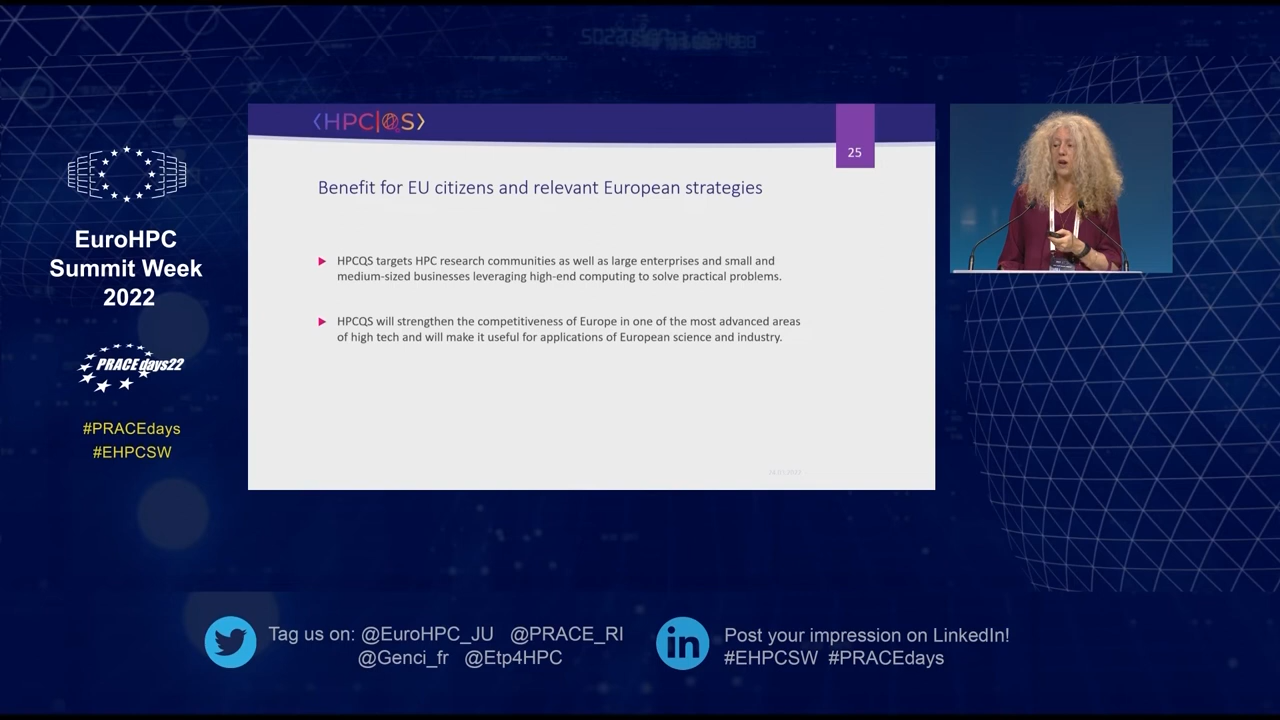 EuroHPC
Summit Week
2022
PRACEdays22
#PRACEdays
#EHPCSW
<HPC|QS>
25
Benefit for EU citizens and relevant European strategies
HPCQS targets HPC research communities as well as large enterprises and small and
medium-sized businesses leveraging high-end computing to solve practical problems.
HPCQS will strengthen the competitiveness of Europe in one of the most advanced areas
of high tech and will make it useful for applications of European science and industry.
Tag us on: @EuroHPC_JU @PRACE_RI
@Genci_fr @Etp4HPC
in
Post your impression on LinkedIn!
#EHPCSW #PRACEdays